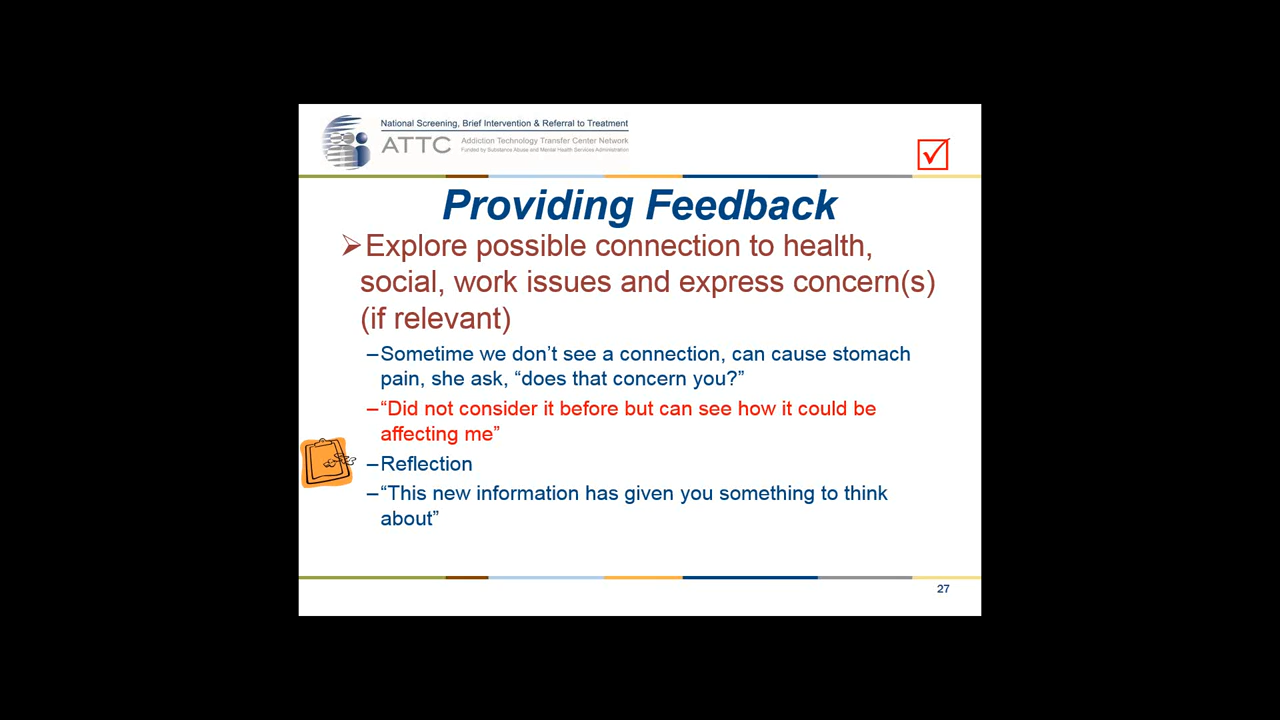 National Screening, Brief Intervention & Referral to Treatment
ATTC Addiction Technology Transfer Center Network
Funded by Substance Abuse and Mental Health Services Administration
Providing Feedback
➢Explore possible connection to health,
social, work issues and express concern(s)
(if relevant)
–Sometime we don’t see a connection, can cause stomach
pain, she ask, “does that concern you?”
–“Did not consider it before but can see how it could be
affecting me”
–Reflection
–“This new information has given you something to think
about”
27